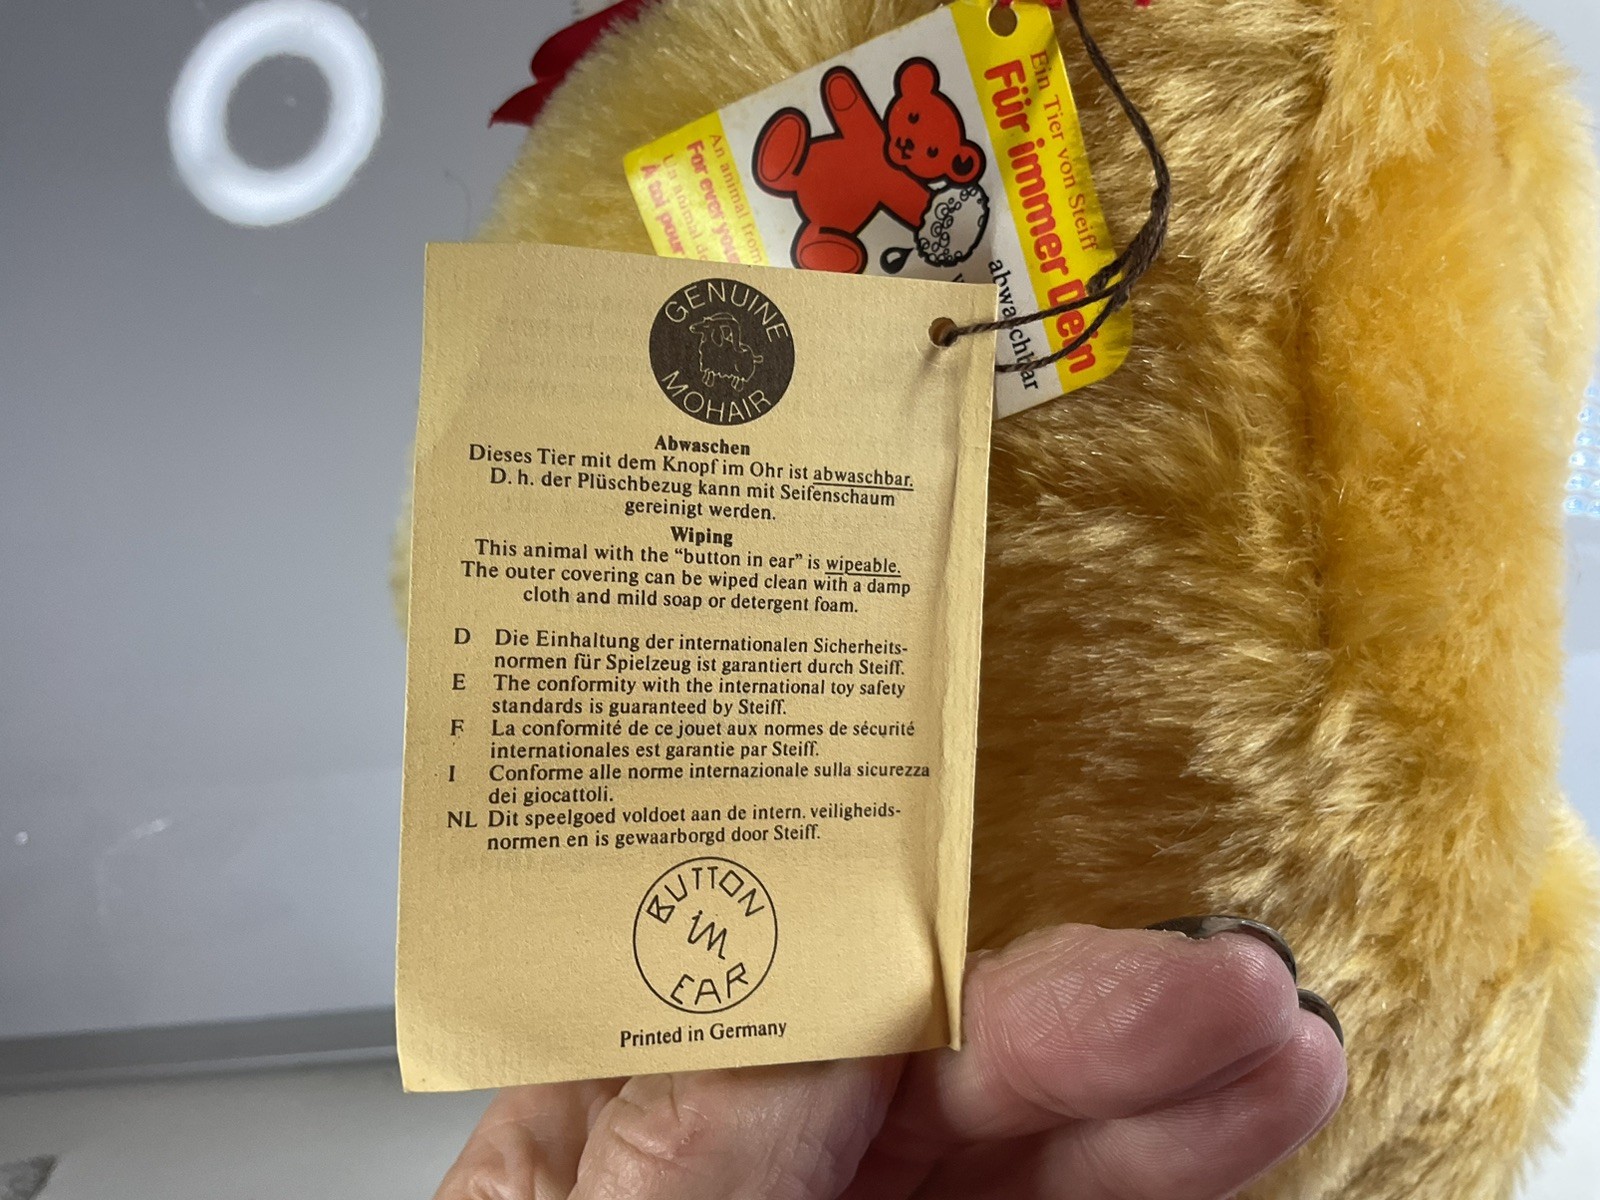 Ein Tier von Steiff
Für immer Dein
abwaschbar
An animal from
For ever your
Un animal de
À toi pour
GENUINE
MOHAIR
Abwaschen
Dieses Tier mit dem Knopf im Ohr ist abwaschbar.
D. h. der Plüschbezug kann mit Seifenschaum
gereinigt werden.
Wiping
This animal with the “button in ear” is wipeable.
The outer covering can be wiped clean with a damp
cloth and mild soap or detergent foam.
D Die Einhaltung der internationalen Sicherheits-
normen für Spielzeug ist garantiert durch Steiff.
E The conformity with the international toy safety
standards is guaranteed by Steiff.
F La conformité de ce jouet aux normes de sécurité
internationales est garantie par Steiff.
I Conforme alle norme internazionale sulla sicurezza
dei giocattoli.
NL Dit speelgoed voldoet aan de intern. veiligheids-
normen en is gewaarborgd door Steiff.
BUTTON
IM
EAR
Printed in Germany